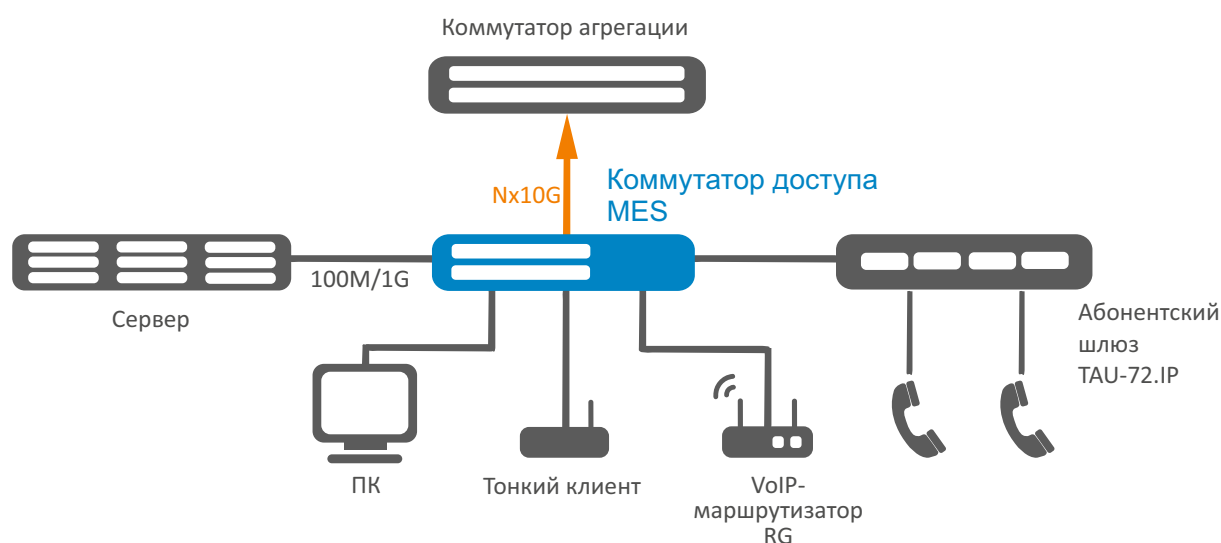 Коммутатор агрегации
Nx10G
Коммутатор доступа
MES
100M/1G
Сервер
Абонентский
шлюз
TAU-72.IP
ПК
Тонкий клиент
VoIP-
маршрутизатор
RG